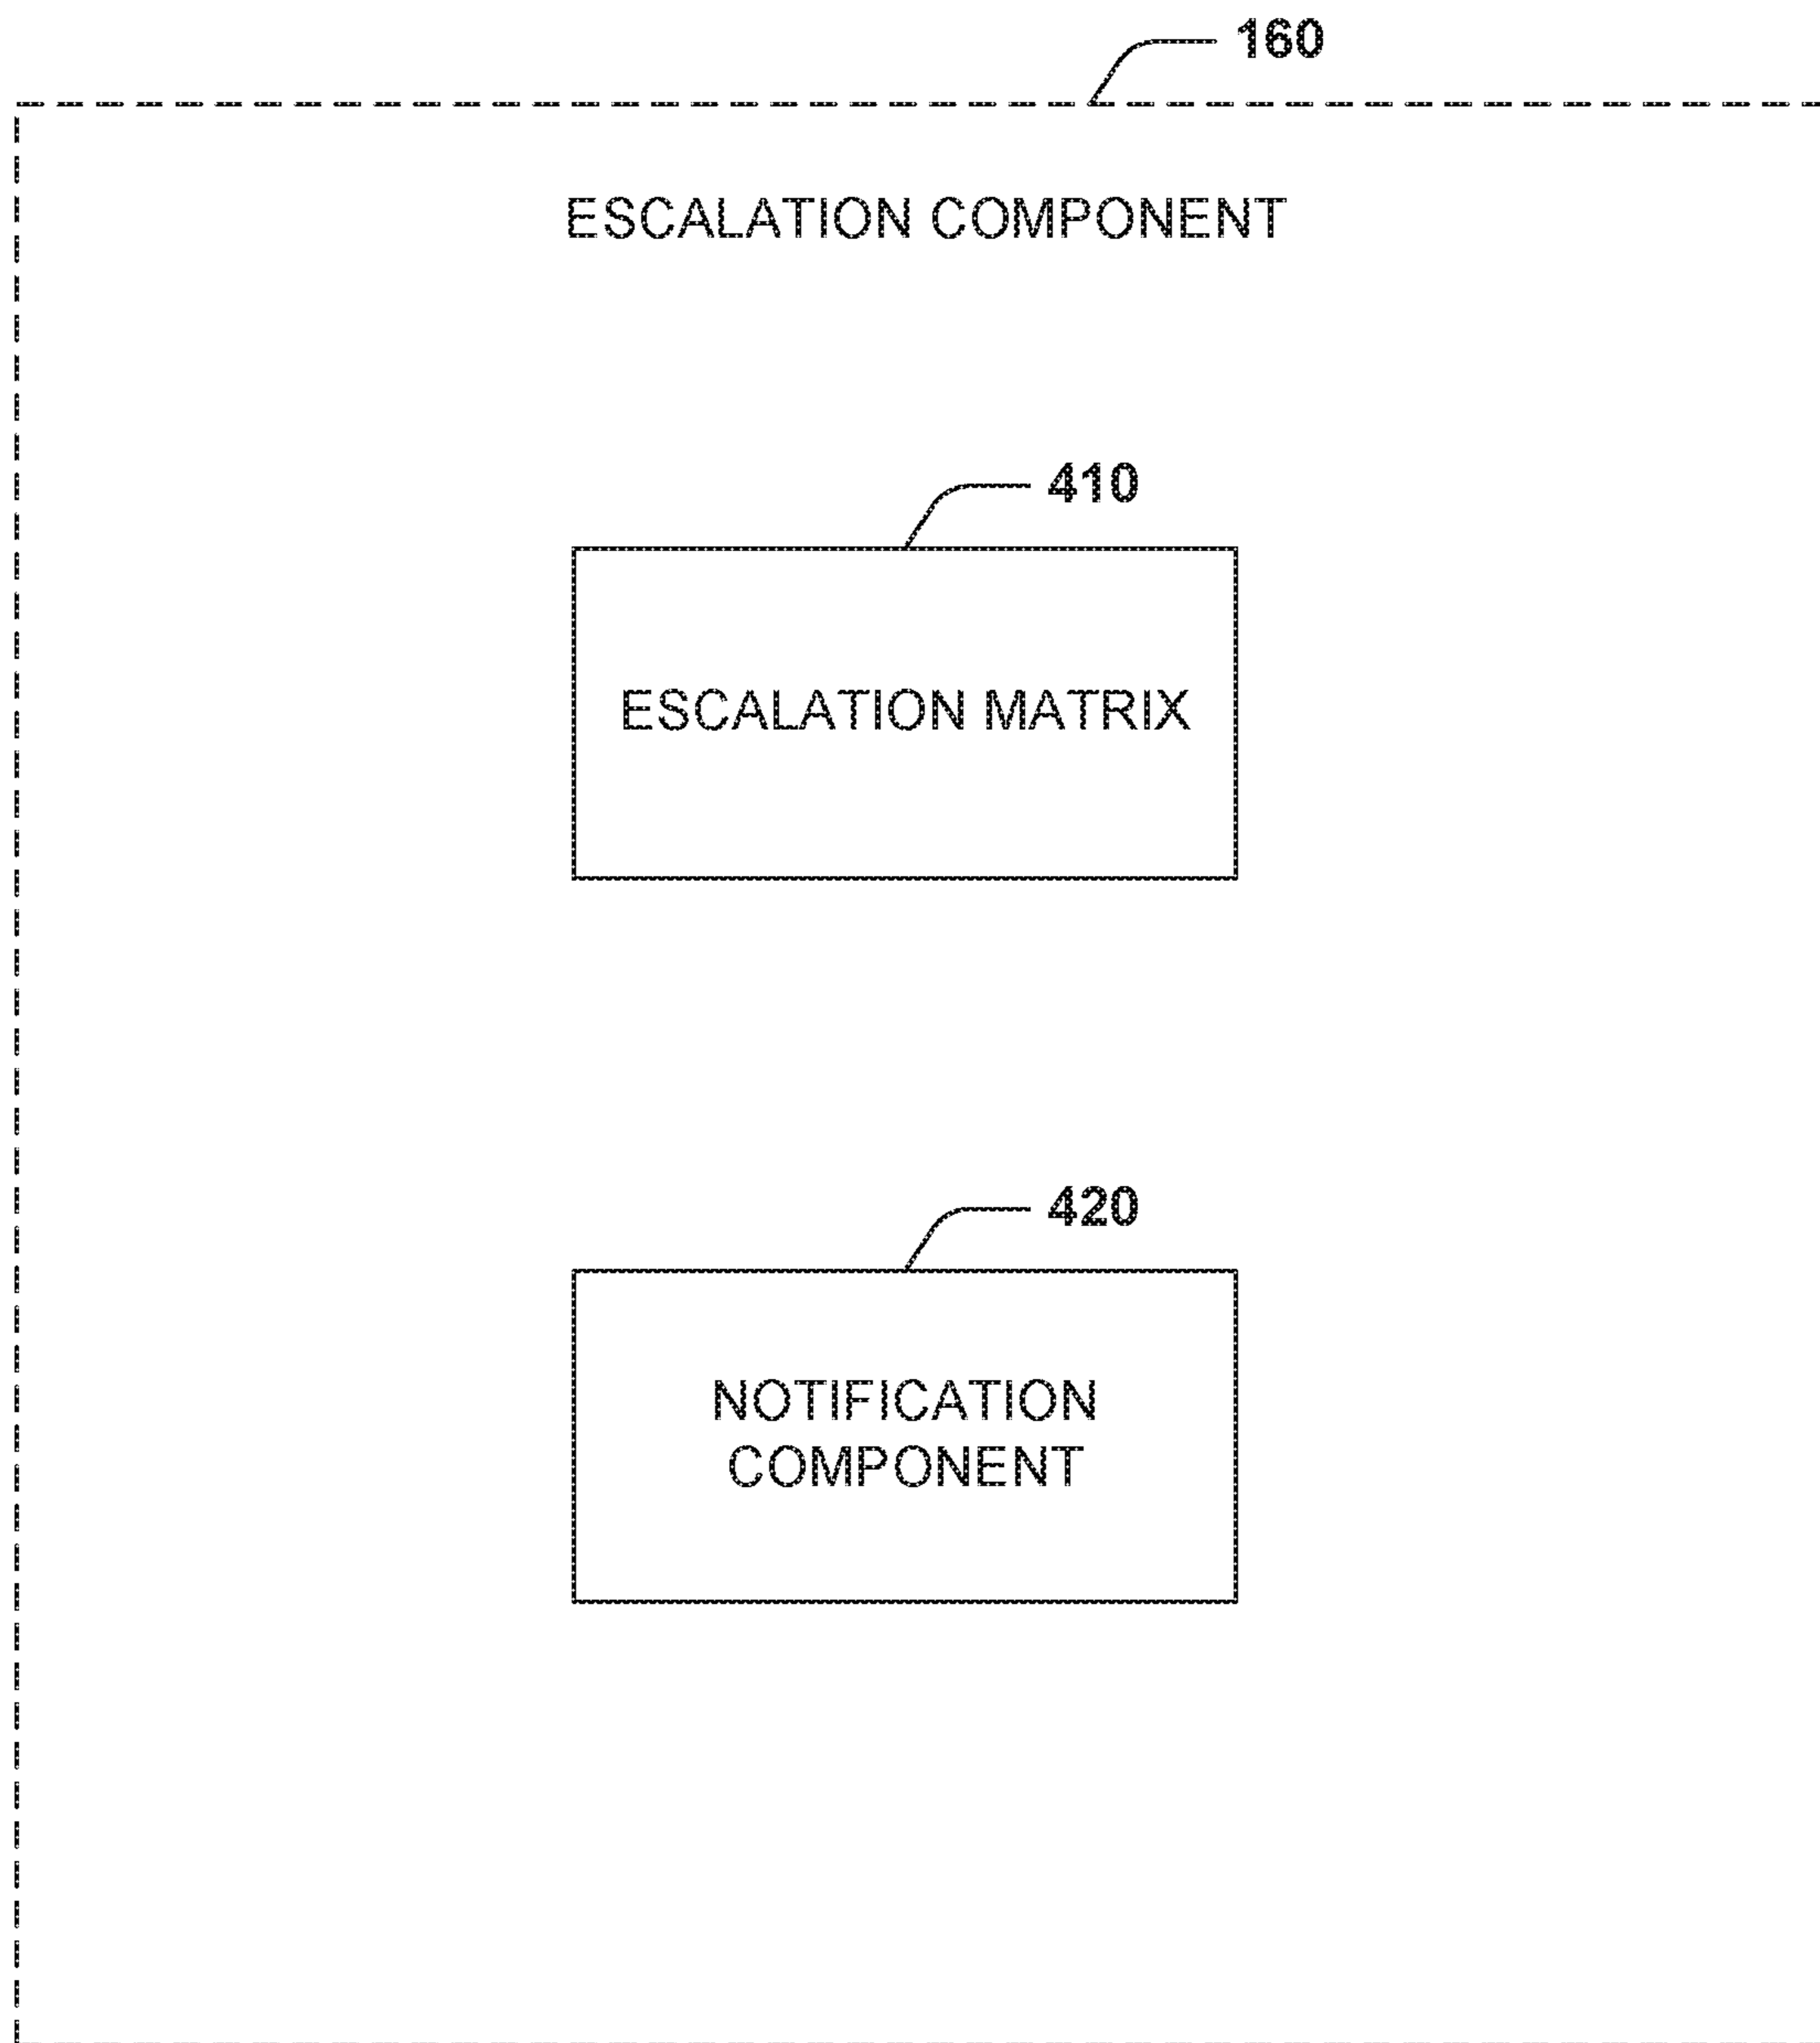 160
ESCALATION COMPONENT
410
ESCALATION MATRIX
420
NOTIFICATION
COMPONENT